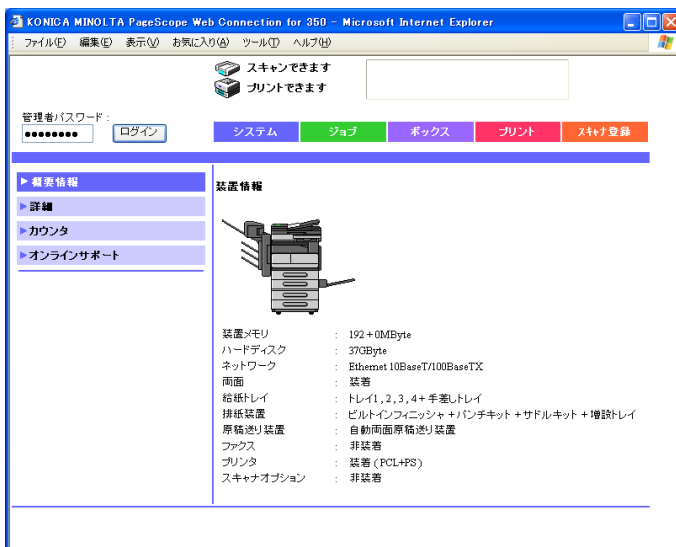 KONICA MINOLTA PageScope Web Connection for 350 - Microsoft Internet Explorer
ファイル(F) 編集(E) 表示(V) お気に入り(A) ツール(T) ヘルプ(H)
スキャンできます
プリントできます
管理者パスワード :
ログイン
システム ジョブ ボックス プリント スキャナ登録
概要情報
詳細
カウンタ
オンラインサポート
装置情報
装置メモリ : 192+0MByte
ハードディスク : 37GByte
ネットワーク : Ethernet 10BaseT/100BaseTX
両面 : 装着
給紙トレイ : トレイ1,2,3,4+手差しトレイ
排紙装置 : ビルトインフィニッシャ+パンチキット+サドルキット+増設トレイ
原稿送り装置 : 自動両面原稿送り装置
ファクス : 非装着
プリンタ : 装着(PCL+PS)
スキャナオプション : 非装着